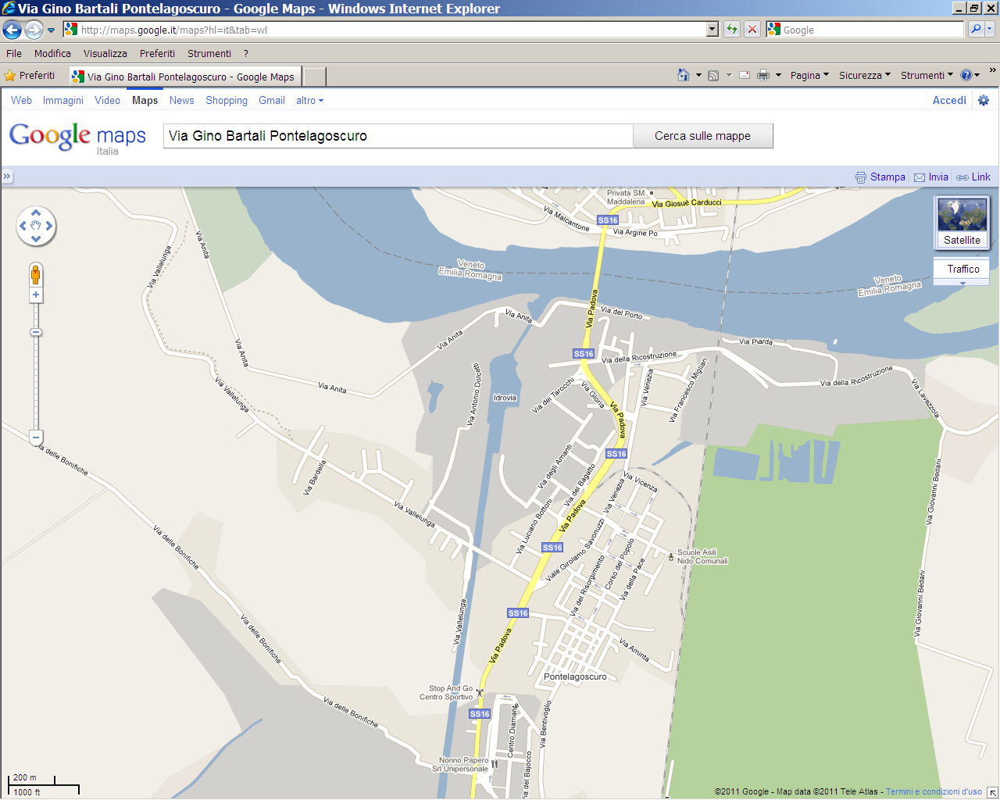 Via Gino Bartali Pontelagoscuro - Google Maps - Windows Internet Explorer
http://maps.google.it/maps?hl=it&tab=wl
Google
File Modifica Visualizza Preferiti Strumenti ?
Preferiti
Via Gino Bartali Pontelagoscuro - Google Maps
Pagina Sicurezza Strumenti
Web Immagini Video Maps News Shopping Gmail altro
Accedi
Google maps
Italia
Via Gino Bartali Pontelagoscuro
Cerca sulle mappe
Stampa Invia Link
Privata SM
Maddalena
Via Giosuè Carducci
Via Malcantone
SS16
Via Argine Po
Satellite
Traffico
Via Anita
Via Vallelunga
Veneto
Emilia Romagna
Veneto
Emilia Romagna
Via Padova
Via del Porto
Via Anita
Via Anita
Via Anita
Via Anita
SS16
Via della Ricostruzione
Via Piarda
Via della Ricostruzione
Via Lavezzola
Via Francesco Migliari
Via Venezia
Via Antonio Dolcetti
Via dei Tarocchi
Via Gloria
Via Padova
Idrovia
Via Vallelunga
Via delle Bonifiche
Via Bardella
SS16
Via degli Amanti
Via del Bagatto
Via Vicenza
Via Venezia
Via Giovanni Bedani
Via Vallelunga
Via Luciano Bottoni
Via Padova
SS16
Via delle Bonifiche
Viale Girolamo Savonuzzi
Via del Risorgimento
Corso del Popolo
Via della Pace
Scuole Asili
Nido Comunali
Via Giovanni Bedani
SS16
Via Vallelunga
Via Padova
Via delle Bonifiche
Via Aminta
Pontelagoscuro
Stop And Go
Centro Sportivo
SS16
Via delle Bonifiche
Centro Diamante
Via Bentivoglio
Via del Bajocco
Nonno Papero
Srl Unipersonale
200 m
1000 ft
©2011 Google - Map data ©2011 Tele Atlas - Termini e condizioni d'uso